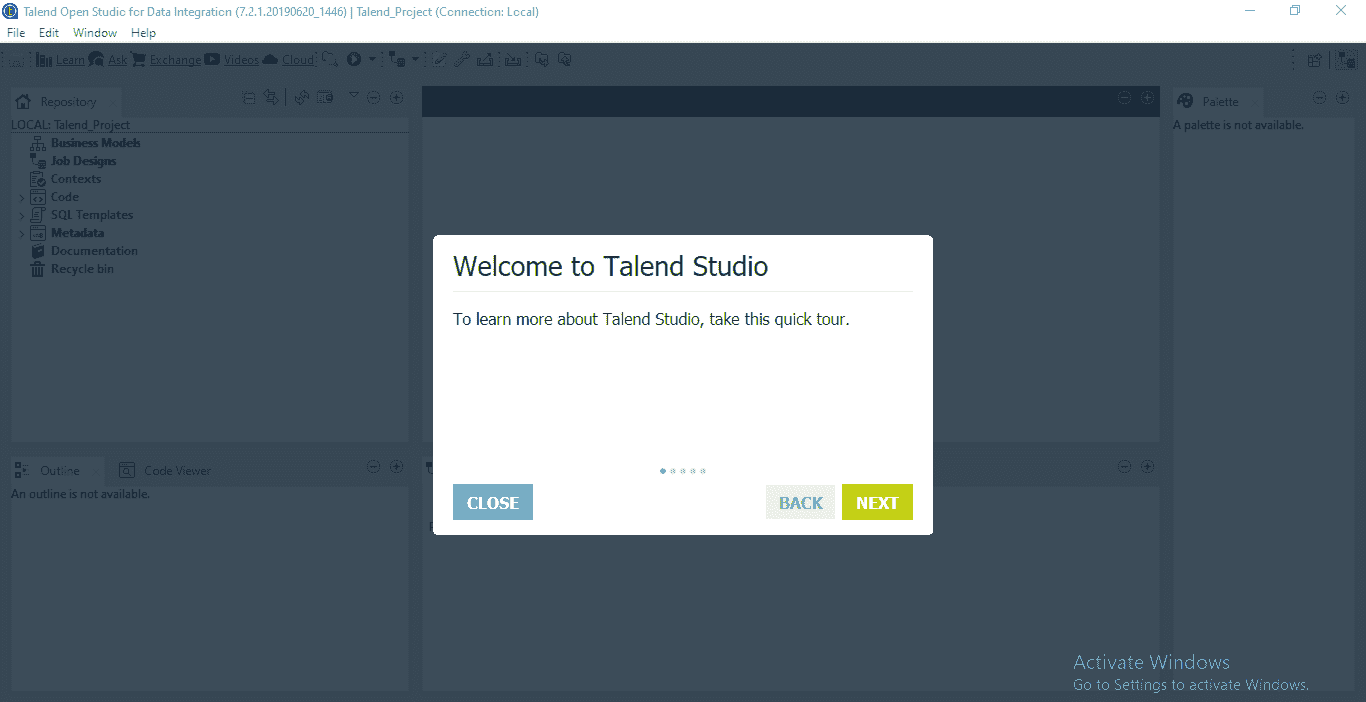 Talend Open Studio for Data Integration (7.2.1.20190620_1446) | Talend_Project (Connection: Local)
File Edit Window Help
Learn Ask Exchange Videos Cloud
Repository
Palette
LOCAL: Talend_Project
A palette is not available.
Business Models
Job Designs
Contexts
Code
SQL Templates
Metadata
Documentation
Recycle bin
Welcome to Talend Studio
To learn more about Talend Studio, take this quick tour.
CLOSE BACK NEXT
Outline Code Viewer
An outline is not available.
Activate Windows
Go to Settings to activate Windows.